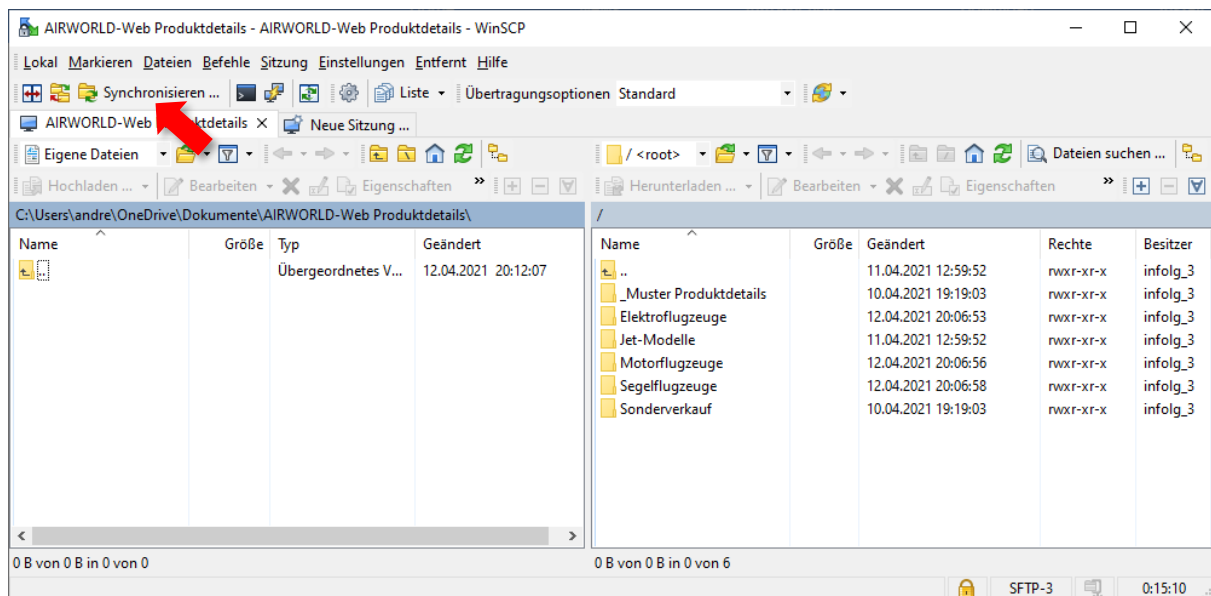 AIRWORLD-Web Produktdetails - AIRWORLD-Web Produktdetails - WinSCP
Lokal Markieren Dateien Befehle Sitzung Einstellungen Entfernt Hilfe
Synchronisieren ... Liste Übertragungsoptionen Standard
AIRWORLD-Web ktdetails Neue Sitzung ...
Eigene Dateien / <root> Dateien suchen ...
Hochladen ... Bearbeiten Eigenschaften » Herunterladen ... Bearbeiten Eigenschaften »
C:\Users\andre\OneDrive\Dokumente\AIRWORLD-Web Produktdetails\ /
Name Größe Typ Geändert Name Größe Geändert Rechte Besitzer
.. Übergeordnetes V... 12.04.2021 20:12:07 .. 11.04.2021 12:59:52 rwxr-xr-x infolg_3
_Muster Produktdetails 10.04.2021 19:19:03 rwxr-xr-x infolg_3
Elektroflugzeuge 12.04.2021 20:06:53 rwxr-xr-x infolg_3
Jet-Modelle 11.04.2021 12:59:52 rwxr-xr-x infolg_3
Motorflugzeuge 12.04.2021 20:06:56 rwxr-xr-x infolg_3
Segelflugzeuge 12.04.2021 20:06:58 rwxr-xr-x infolg_3
Sonderverkauf 10.04.2021 19:19:03 rwxr-xr-x infolg_3
0 B von 0 B in 0 von 0 0 B von 0 B in 0 von 6
SFTP-3 0:15:10